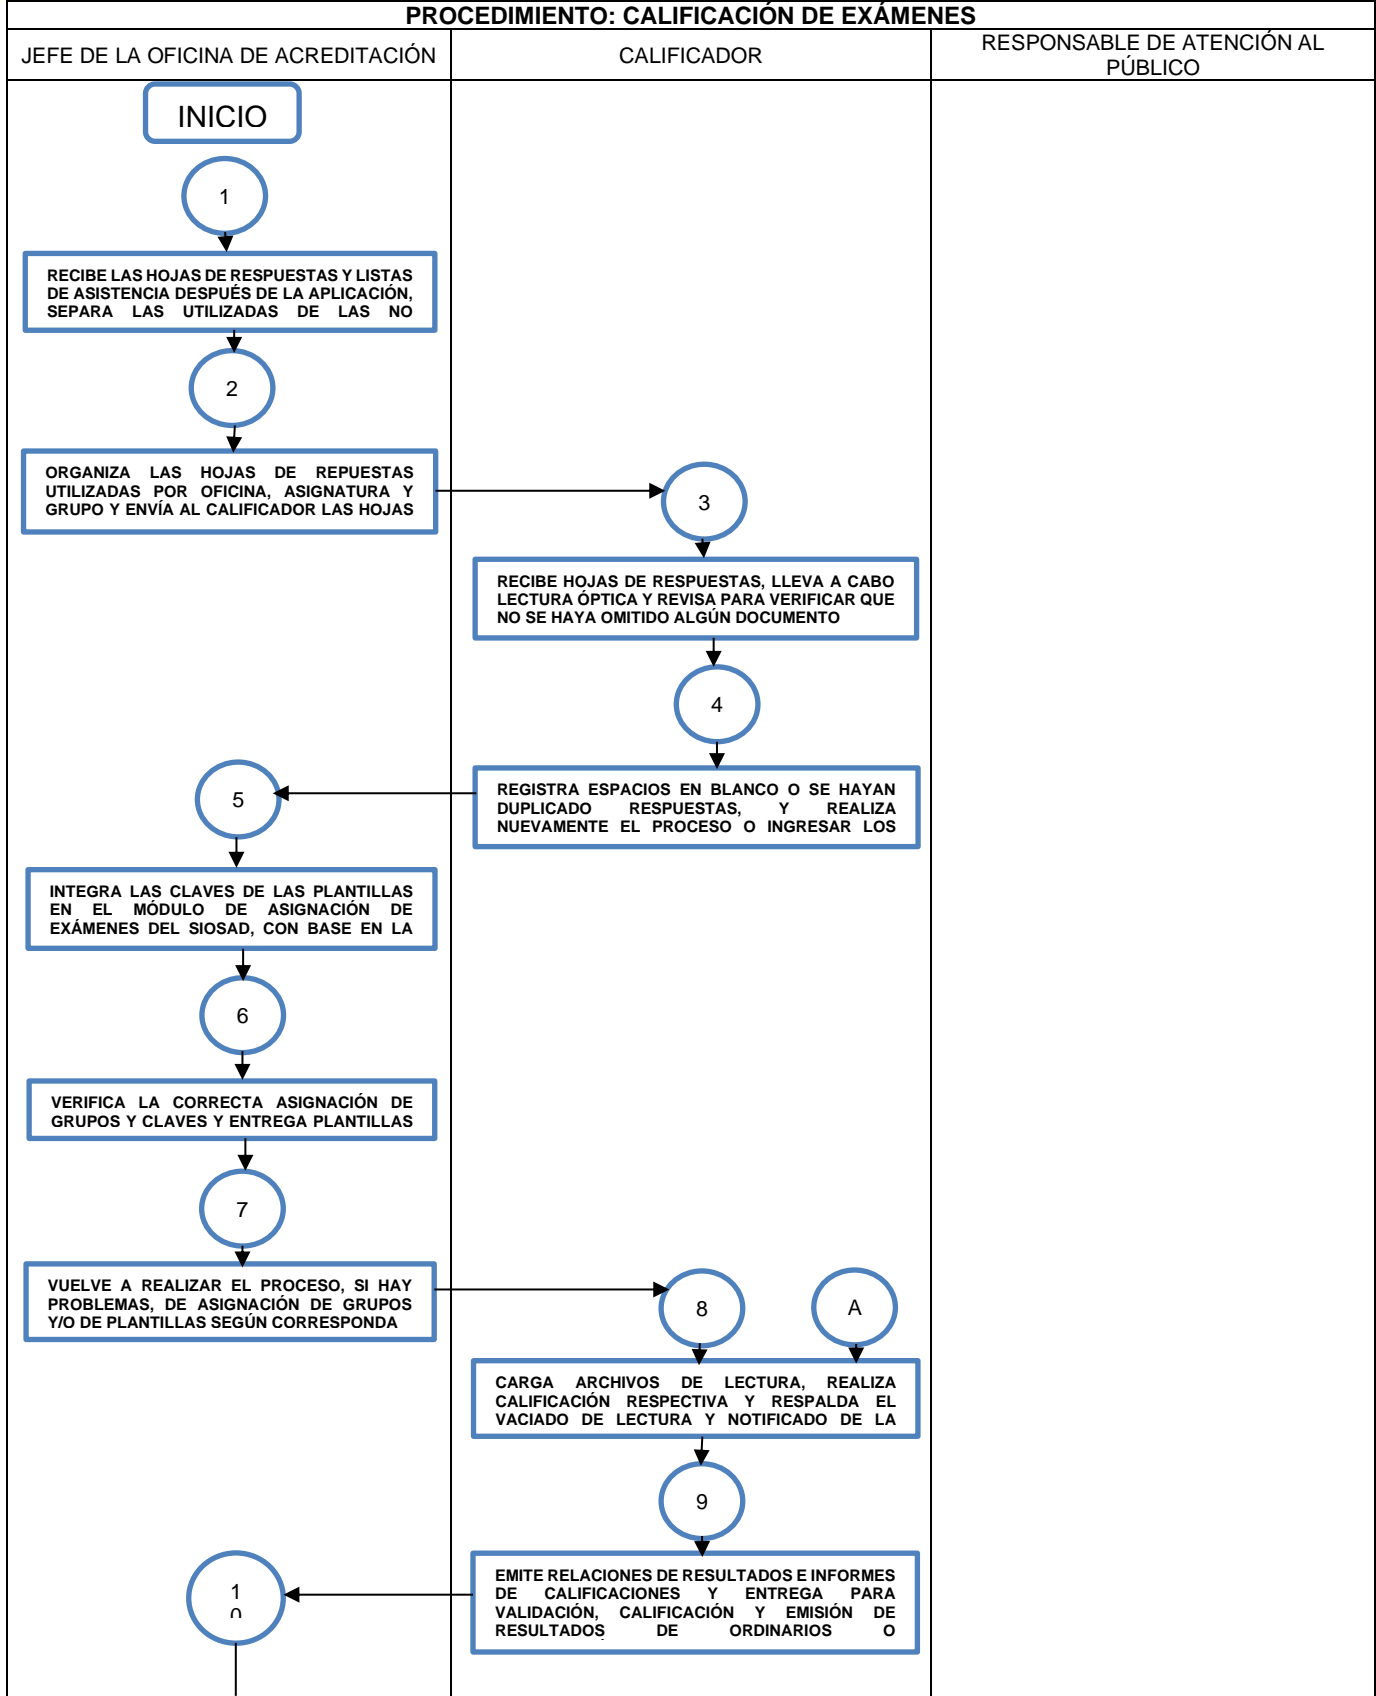 PROCEDIMIENTO: CALIFICACIÓN DE EXÁMENES
JEFE DE LA OFICINA DE ACREDITACIÓN
CALIFICADOR
RESPONSABLE DE ATENCIÓN AL
PÚBLICO
INICIO
1
RECIBE LAS HOJAS DE RESPUESTAS Y LISTAS
DE ASISTENCIA DESPUÉS DE LA APLICACIÓN,
SEPARA LAS UTILIZADAS DE LAS NO
2
ORGANIZA LAS HOJAS DE REPUESTAS
UTILIZADAS POR OFICINA, ASIGNATURA Y
GRUPO Y ENVÍA AL CALIFICADOR LAS HOJAS
3
RECIBE HOJAS DE RESPUESTAS, LLEVA A CABO
LECTURA ÓPTICA Y REVISA PARA VERIFICAR QUE
NO SE HAYA OMITIDO ALGÚN DOCUMENTO
4
REGISTRA ESPACIOS EN BLANCO O SE HAYAN
DUPLICADO RESPUESTAS, Y REALIZA
NUEVAMENTE EL PROCESO O INGRESAR LOS
5
INTEGRA LAS CLAVES DE LAS PLANTILLAS
EN EL MÓDULO DE ASIGNACIÓN DE
EXÁMENES DEL SIOSAD, CON BASE EN LA
6
VERIFICA LA CORRECTA ASIGNACIÓN DE
GRUPOS Y CLAVES Y ENTREGA PLANTILLAS
7
VUELVE A REALIZAR EL PROCESO, SI HAY
PROBLEMAS, DE ASIGNACIÓN DE GRUPOS
Y/O DE PLANTILLAS SEGÚN CORRESPONDA
8
A
CARGA ARCHIVOS DE LECTURA, REALIZA
CALIFICACIÓN RESPECTIVA Y RESPALDA EL
VACIADO DE LECTURA Y NOTIFICADO DE LA
9
EMITE RELACIONES DE RESULTADOS E INFORMES
DE CALIFICACIONES Y ENTREGA PARA
VALIDACIÓN, CALIFICACIÓN Y EMISIÓN DE
RESULTADOS DE ORDINARIOS O
1
0